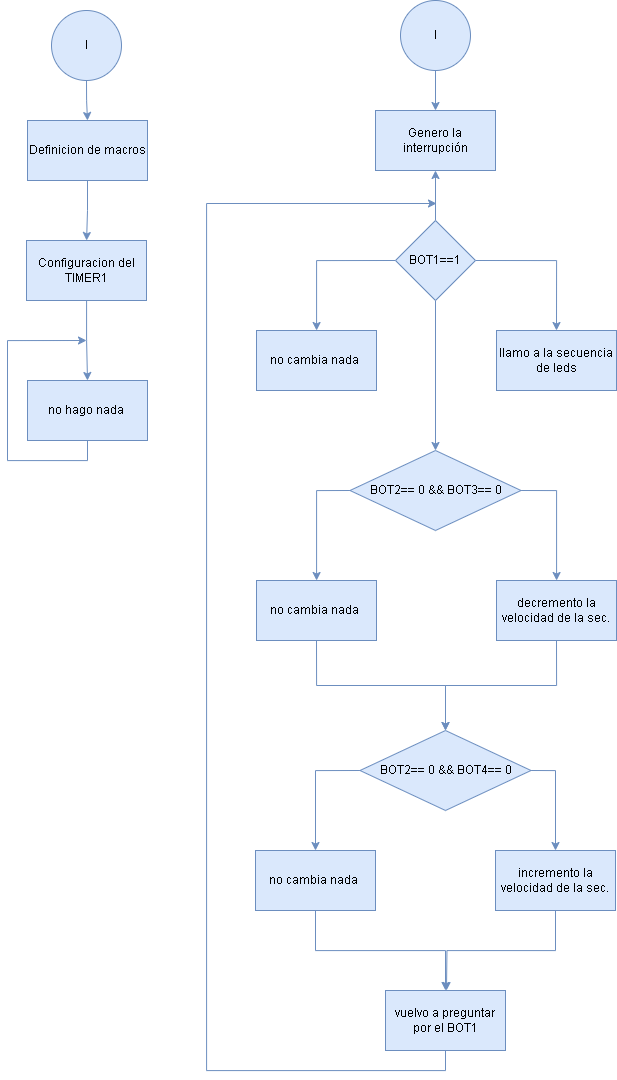 I
Definicion de macros
Configuracion del
TIMER1
no hago nada
I
Genero la
interrupción
BOT1==1
no cambia nada
llamo a la secuencia
de leds
BOT2== 0 && BOT3== 0
no cambia nada
decremento la
velocidad de la sec.
BOT2== 0 && BOT4== 0
no cambia nada
incremento la
velocidad de la sec.
vuelvo a preguntar
por el BOT1